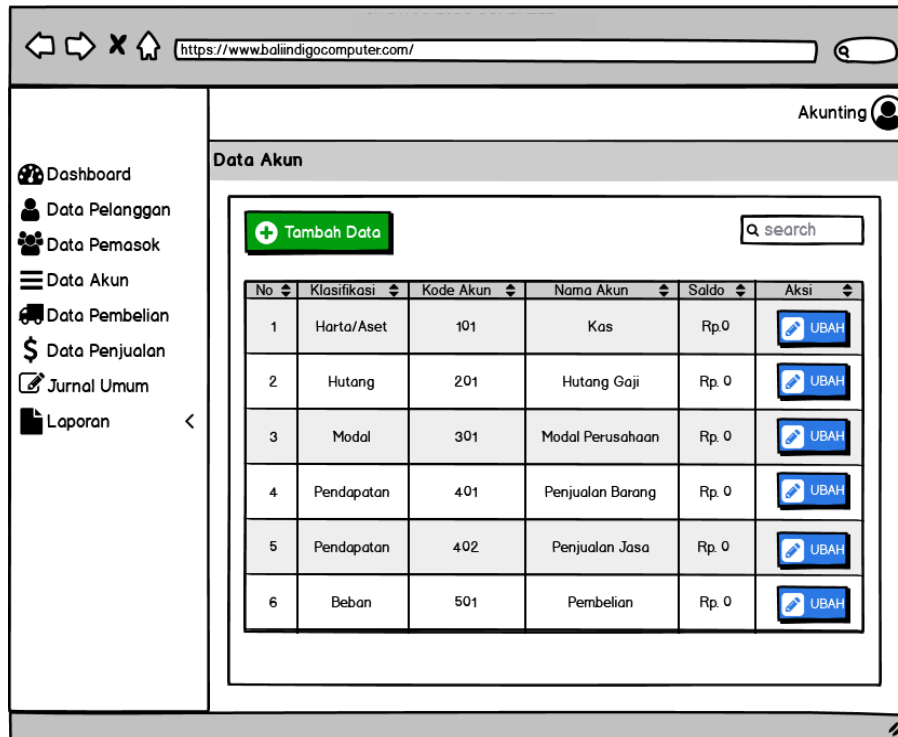 https://www.baliindigocomputer.com/
Akunting
Data Akun
Dashboard
Data Pelanggan
Data Pemasok
Data Akun
Data Pembelian
Data Penjualan
Jurnal Umum
Laporan
Tambah Data
search
No Klasifikasi Kode Akun Nama Akun Saldo Aksi
1 Harta/Aset 101 Kas Rp.0 UBAH
2 Hutang 201 Hutang Gaji Rp. 0 UBAH
3 Modal 301 Modal Perusahaan Rp. 0 UBAH
4 Pendapatan 401 Penjualan Barang Rp. 0 UBAH
5 Pendapatan 402 Penjualan Jasa Rp. 0 UBAH
6 Beban 501 Pembelian Rp. 0 UBAH